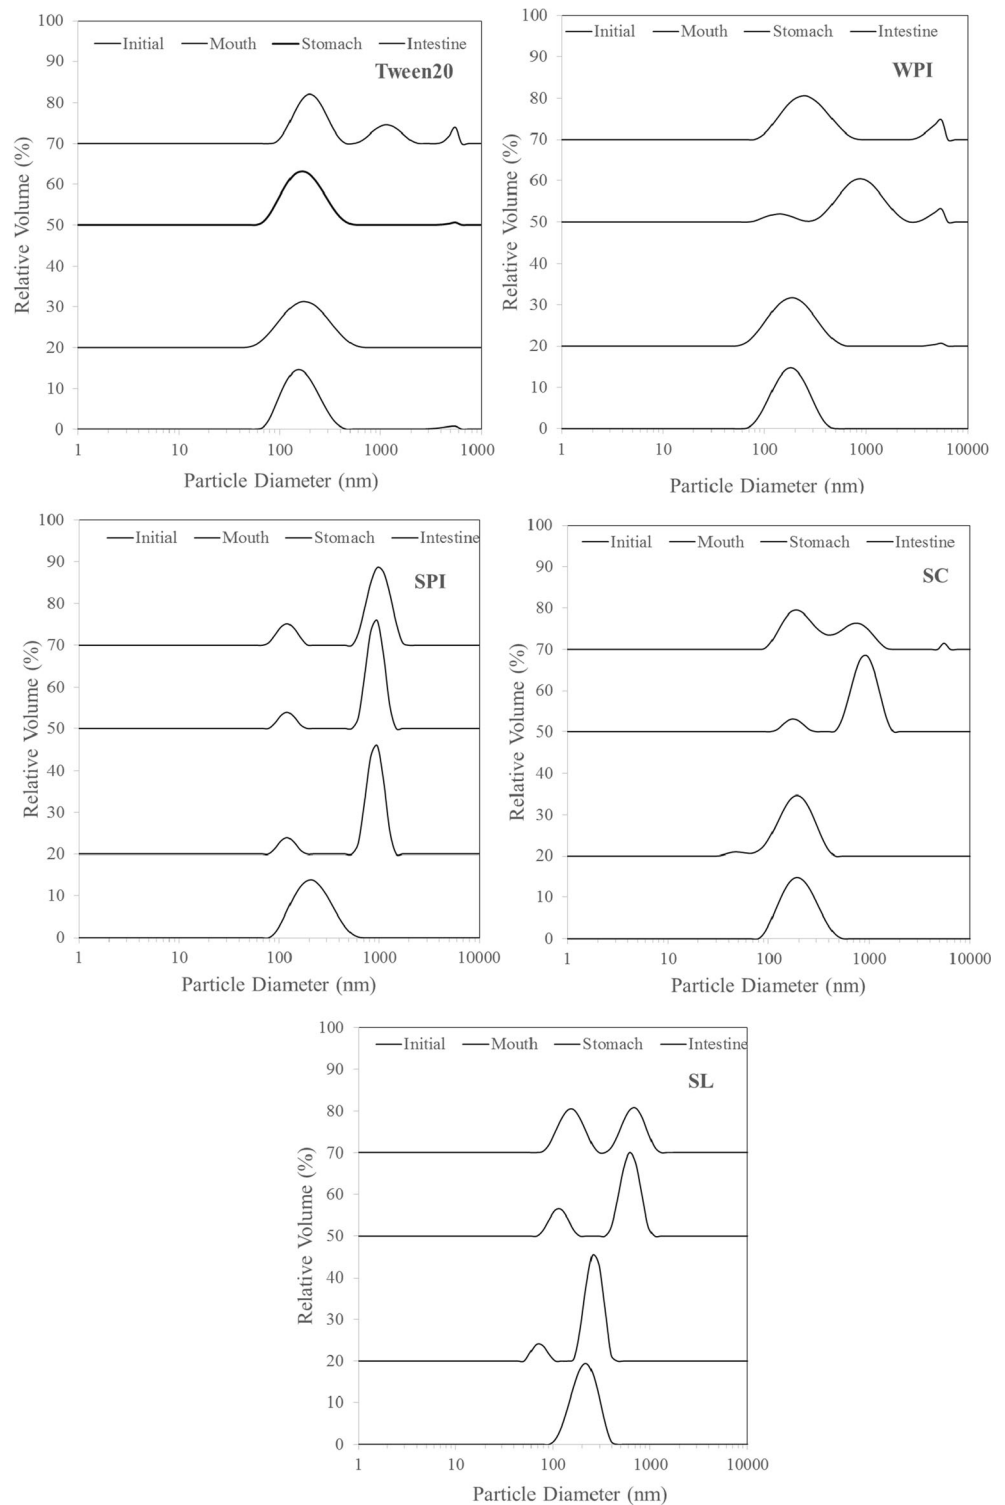 100
Initial Mouth Stomach Intestine
Tween20
90
80
70
60
50
40
30
20
10
0
Relative Volume (%)
1 10 100 1000 1000
Particle Diameter (nm)
100
Initial Mouth Stomach Intestine
WPI
90
80
70
60
50
40
30
20
10
0
Relative Volume (%)
1 10 100 1000 10000
Particle Diameter (nm)
100
Initial Mouth Stomach Intestine
SPI
90
80
70
60
50
40
30
20
10
0
Relative Volume (%)
1 10 100 1000 10000
Particle Diameter (nm)
100
Initial Mouth Stomach Intestine
SC
90
80
70
60
50
40
30
20
10
0
Relative Volume (%)
1 10 100 1000 10000
Particle Diameter (nm)
100
Initial Mouth Stomach Intestine
SL
90
80
70
60
50
40
30
20
10
0
Relative Volume (%)
1 10 100 1000 10000
Particle Diameter (nm)